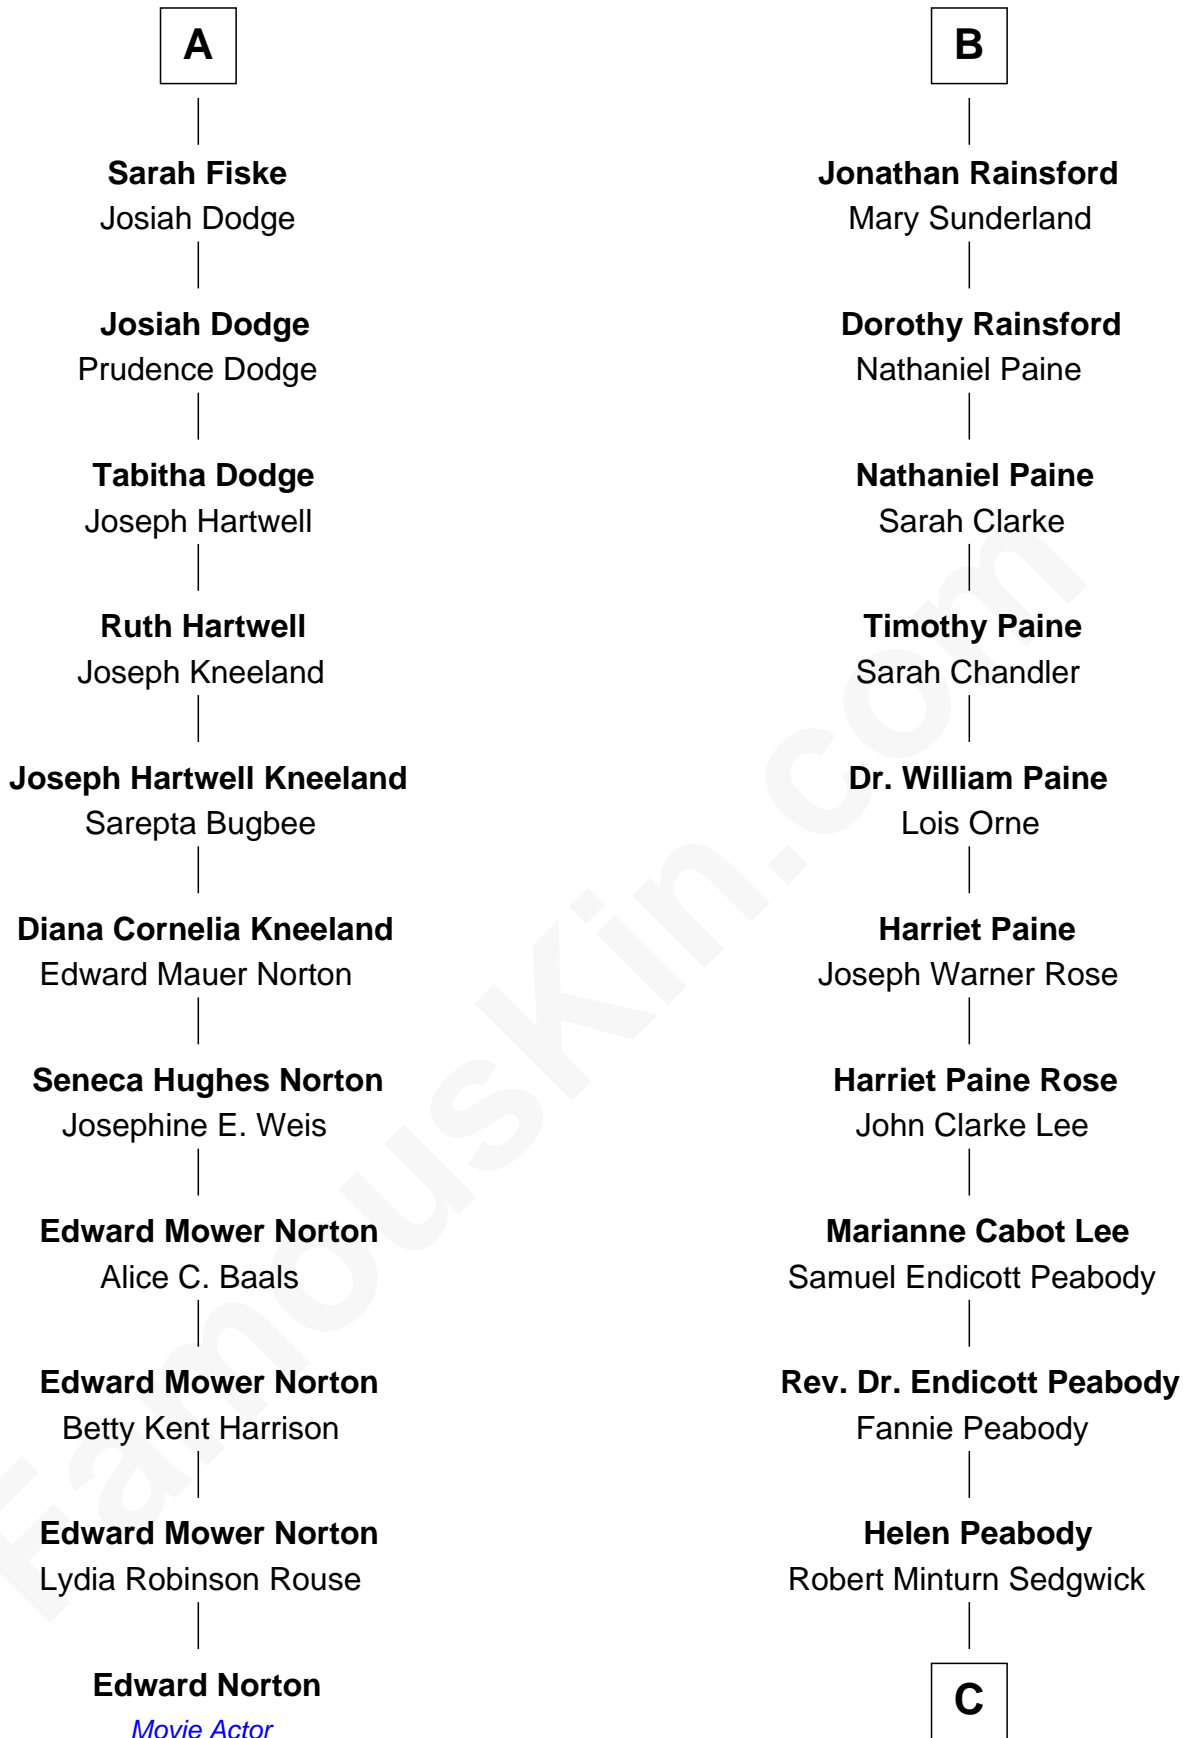 A
Sarah Fiske
Josiah Dodge
Josiah Dodge
Prudence Dodge
Tabitha Dodge
Joseph Hartwell
Ruth Hartwell
Joseph Kneeland
Joseph Hartwell Kneeland
Sarepta Bugbee
Diana Cornelia Kneeland
Edward Mauer Norton
Seneca Hughes Norton
Josephine E. Weis
Edward Mower Norton
Alice C. Baals
Edward Mower Norton
Betty Kent Harrison
Edward Mower Norton
Lydia Robinson Rouse
Edward Norton
Movie Actor
B
Jonathan Rainsford
Mary Sunderland
Dorothy Rainsford
Nathaniel Paine
Nathaniel Paine
Sarah Clarke
Timothy Paine
Sarah Chandler
Dr. William Paine
Lois Orne
Harriet Paine
Joseph Warner Rose
Harriet Paine Rose
John Clarke Lee
Marianne Cabot Lee
Samuel Endicott Peabody
Rev. Dr. Endicott Peabody
Fannie Peabody
Helen Peabody
Robert Minturn Sedgwick
C
FamousKin.com